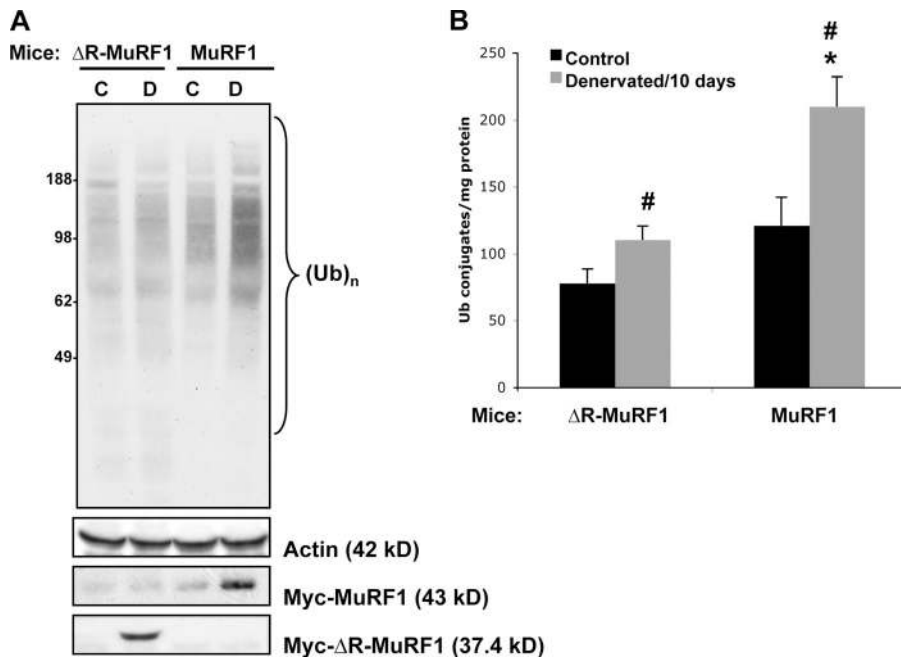 A
Mice: ΔR-MuRF1 MuRF1
C D C D
188-
98-
62-
49-
(Ub)n
Actin (42 kD)
Myc-MuRF1 (43 kD)
Myc-ΔR-MuRF1 (37.4 kD)
B
Ub conjugates/mg protein
250
200
150
100
50
0
Control
Denervated/10 days
#
#
*
Mice: ΔR-MuRF1 MuRF1